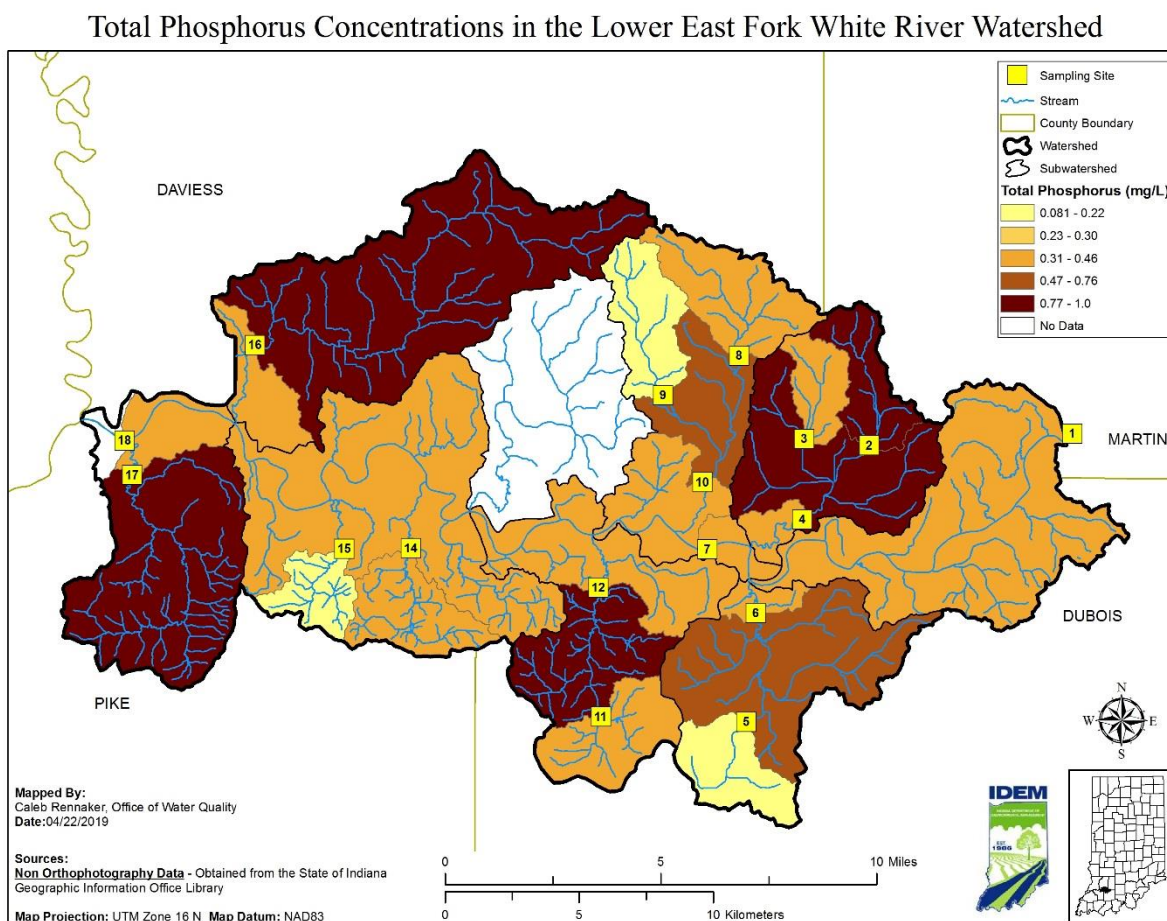 Total Phosphorus Concentrations in the Lower East Fork White River Watershed
Sampling Site
Stream
County Boundary
Watershed
Subwatershed
Total Phosphorus (mg/L)
0.081 - 0.22
0.23 - 0.30
0.31 - 0.46
0.47 - 0.76
0.77 - 1.0
No Data
DAVIESS
16
8
9
18
3
2
1
MARTIN
17
10
4
15
14
7
12
6
DUBOIS
PIKE
11
5
N
W
E
S
Mapped By:
Caleb Rennaker, Office of Water Quality
Date:04/22/2019
Sources:
Non Orthophotography Data - Obtained from the State of Indiana
Geographic Information Office Library
Map Projection: UTM Zone 16 N Map Datum: NAD83
0 5 10 Miles
0 5 10 Kilometers
IDEM
EST
1986